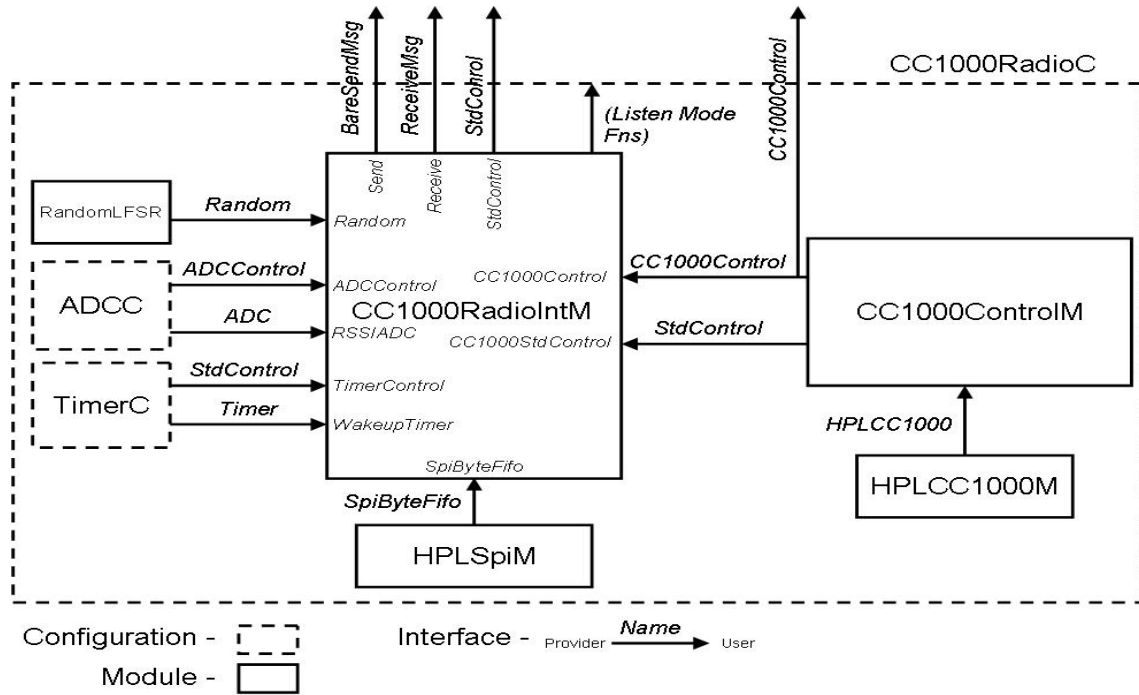 CC1000RadioC
BareSendMsg
ReceiveMsg
StdControl
(Listen Mode
Fns)
CC1000Control
Send
Receive
StdControl
RandomLFSR
Random
Random
ADCC
ADCControl
ADCControl
ADC
RSSIADC
CC1000RadioIntM
CC1000Control
CC1000Control
CC1000StdControl
StdControl
CC1000ControlM
TimerC
StdControl
TimerControl
Timer
WakeupTimer
SpiByteFifo
SpiByteFifo
HPLSpiM
HPLCC1000
HPLCC1000M
Configuration -
Module -
Interface - Provider Name User